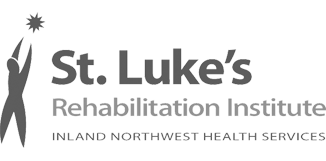 St. Luke's
Rehabilitation Institute
INLAND NORTHWEST HEALTH SERVICES